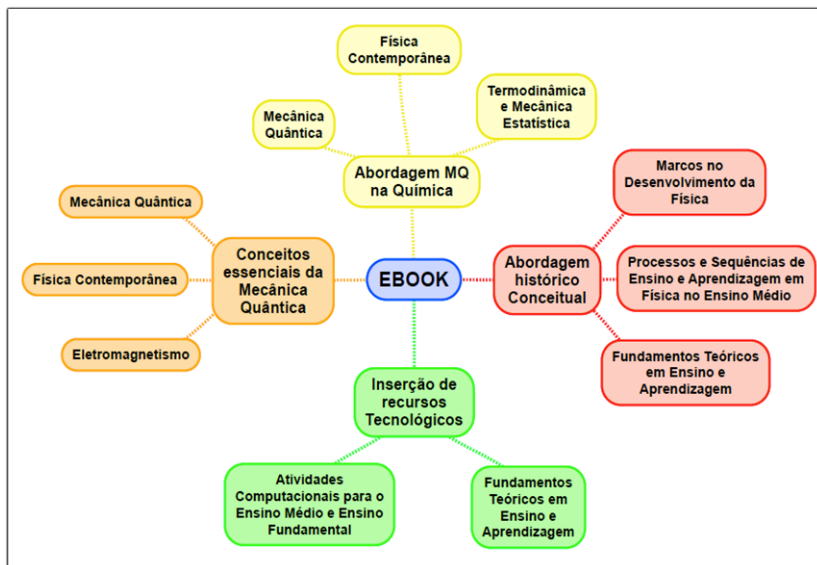 Física
Contemporânea
Mecânica
Quântica
Termodinâmica
e Mecânica
Estatística
Abordagem MQ
na Química
Marcos no
Desenvolvimento da
Física
Mecânica Quântica
Física Contemporânea
Eletromagnetismo
Conceitos
essenciais da
Mecânica
Quântica
EBOOK
Abordagem
histórico
Conceitual
Processos e Sequências de
Ensino e Aprendizagem em
Física no Ensino Médio
Fundamentos Teóricos
em Ensino e
Aprendizagem
Inserção de
recursos
Tecnológicos
Atividades
Computacionais para o
Ensino Médio e Ensino
Fundamental
Fundamentos
Teóricos em
Ensino e
Aprendizagem